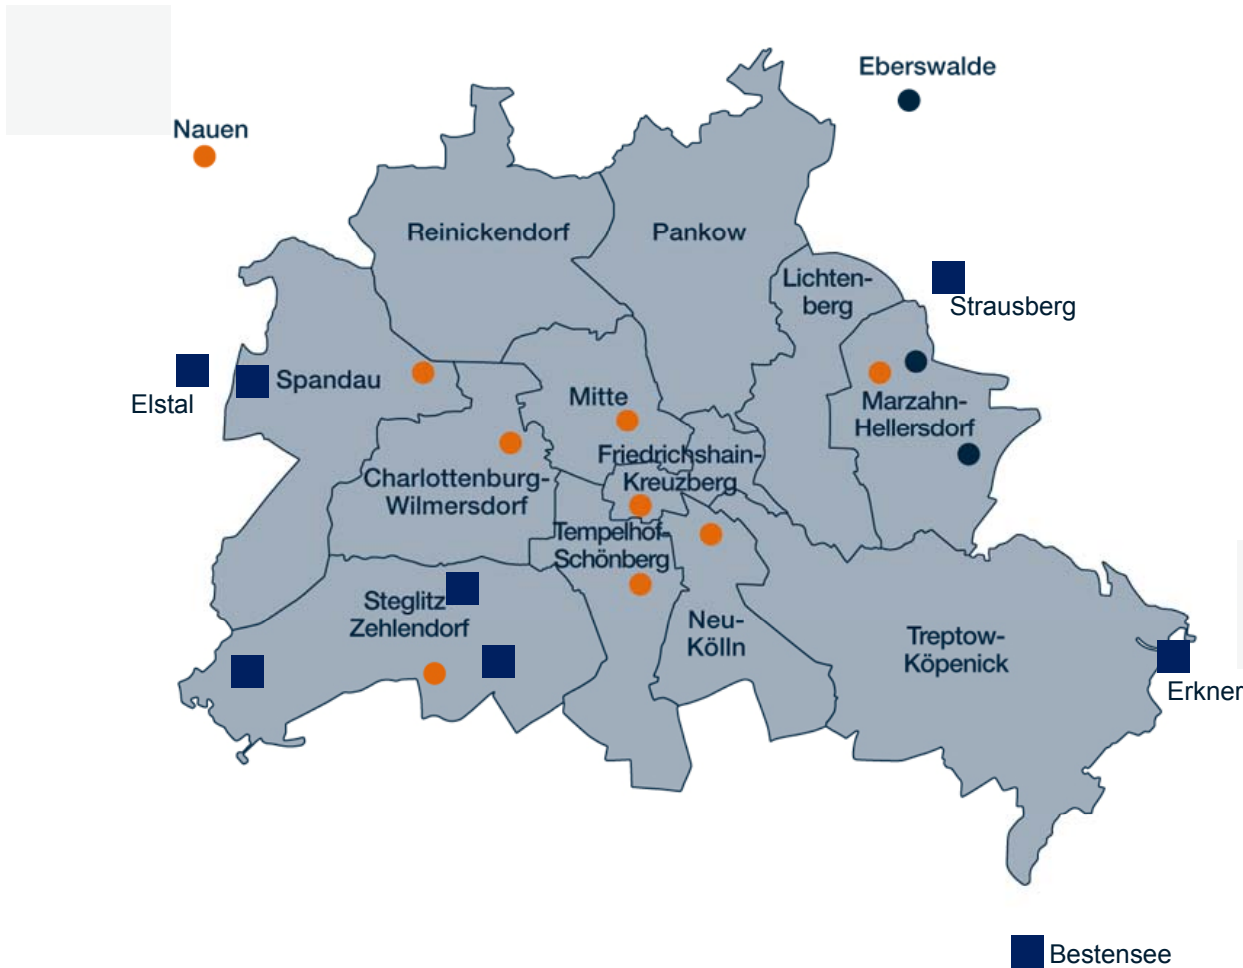 Eberswalde
Nauen
Reinickendorf
Pankow
Lichten-
berg
Strausberg
Elstal
Spandau
Mitte
Marzahn-
Hellersdorf
Friedrichshain-
Kreuzberg
Charlottenburg-
Wilmersdorf
Tempelhof-
Schönberg
Steglitz
Zehlendorf
Neu-
Kölln
Treptow-
Köpenick
Erkner
Bestensee